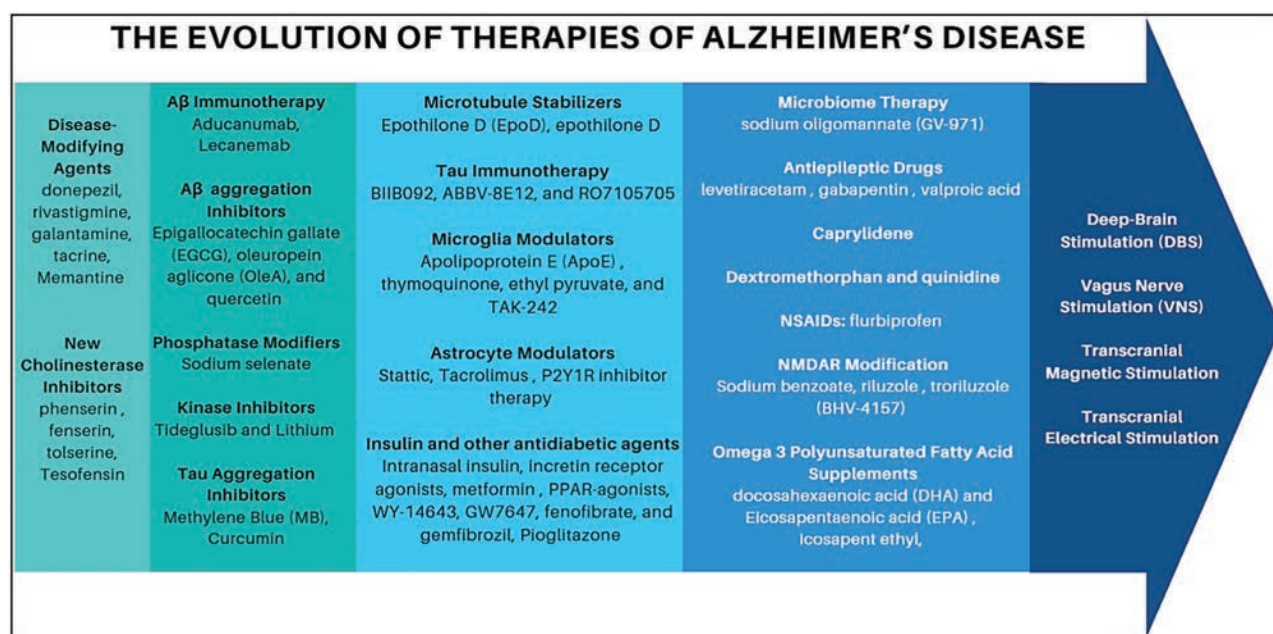 THE EVOLUTION OF THERAPIES OF ALZHEIMER'S DISEASE
Disease-
Modifying
Agents
donepezil,
rivastigmine,
galantamine,
tacrine,
Memantine
New
Cholinesterase
Inhibitors
phenserin ,
fenserin,
tolserine,
Tesofensin
Aβ Immunotherapy
Aducanumab,
Lecanemab
Aβ aggregation
Inhibitors
Epigallocatechin gallate
(EGCG), oleuropein
aglicone (OleA), and
quercetin
Phosphatase Modifiers
Sodium selenate
Kinase Inhibitors
Tideglusib and Lithium
Tau Aggregation
Inhibitors
Methylene Blue (MB),
Curcumin
Microtubule Stabilizers
Epothilone D (EpoD), epothilone D
Tau Immunotherapy
BIIB092, ABBV-8E12, and RO7105705
Microglia Modulators
Apolipoprotein E (ApoE) ,
thymoquinone, ethyl pyruvate, and
TAK-242
Astrocyte Modulators
Stattic, Tacrolimus , P2Y1R inhibitor
therapy
Insulin and other antidiabetic agents
Intranasal insulin, incretin receptor
agonists, metformin , PPAR-agonists,
WY-14643, GW7647, fenofibrate, and
gemfibrozil, Pioglitazone
Microbiome Therapy
sodium oligomannate (GV-971)
Antiepileptic Drugs
levetiracetam , gabapentin , valproic acid
Caprylidene
Dextromethorphan and quinidine
NSAIDs: flurbiprofen
NMDAR Modification
Sodium benzoate, riluzole , troriluzole
(BHV-4157)
Omega 3 Polyunsaturated Fatty Acid
Supplements
docosahexaenoic acid (DHA) and
Eicosapentaenoic acid (EPA) ,
Icosapent ethyl,
Deep-Brain
Stimulation (DBS)
Vagus Nerve
Stimulation (VNS)
Transcranial
Magnetic Stimulation
Transcranial
Electrical Stimulation